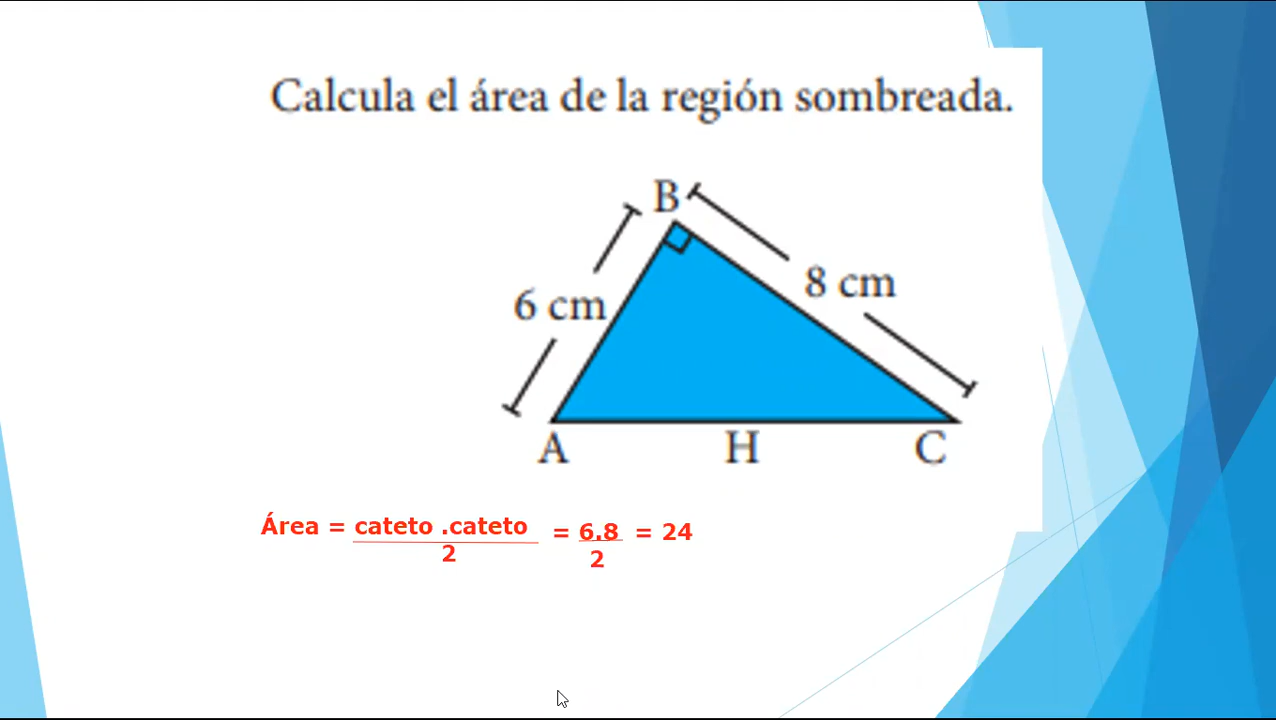 Calcula el área de la región sombreada.
B
8 cm
6 cm
A H C
Área = cateto .cateto = 6.8 = 24
2 2